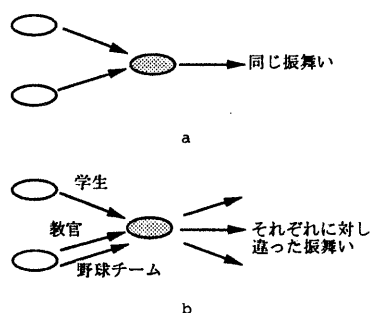 同じ振舞い
a
学生
教官
それぞれに対し
違った振舞い
野球チーム
b